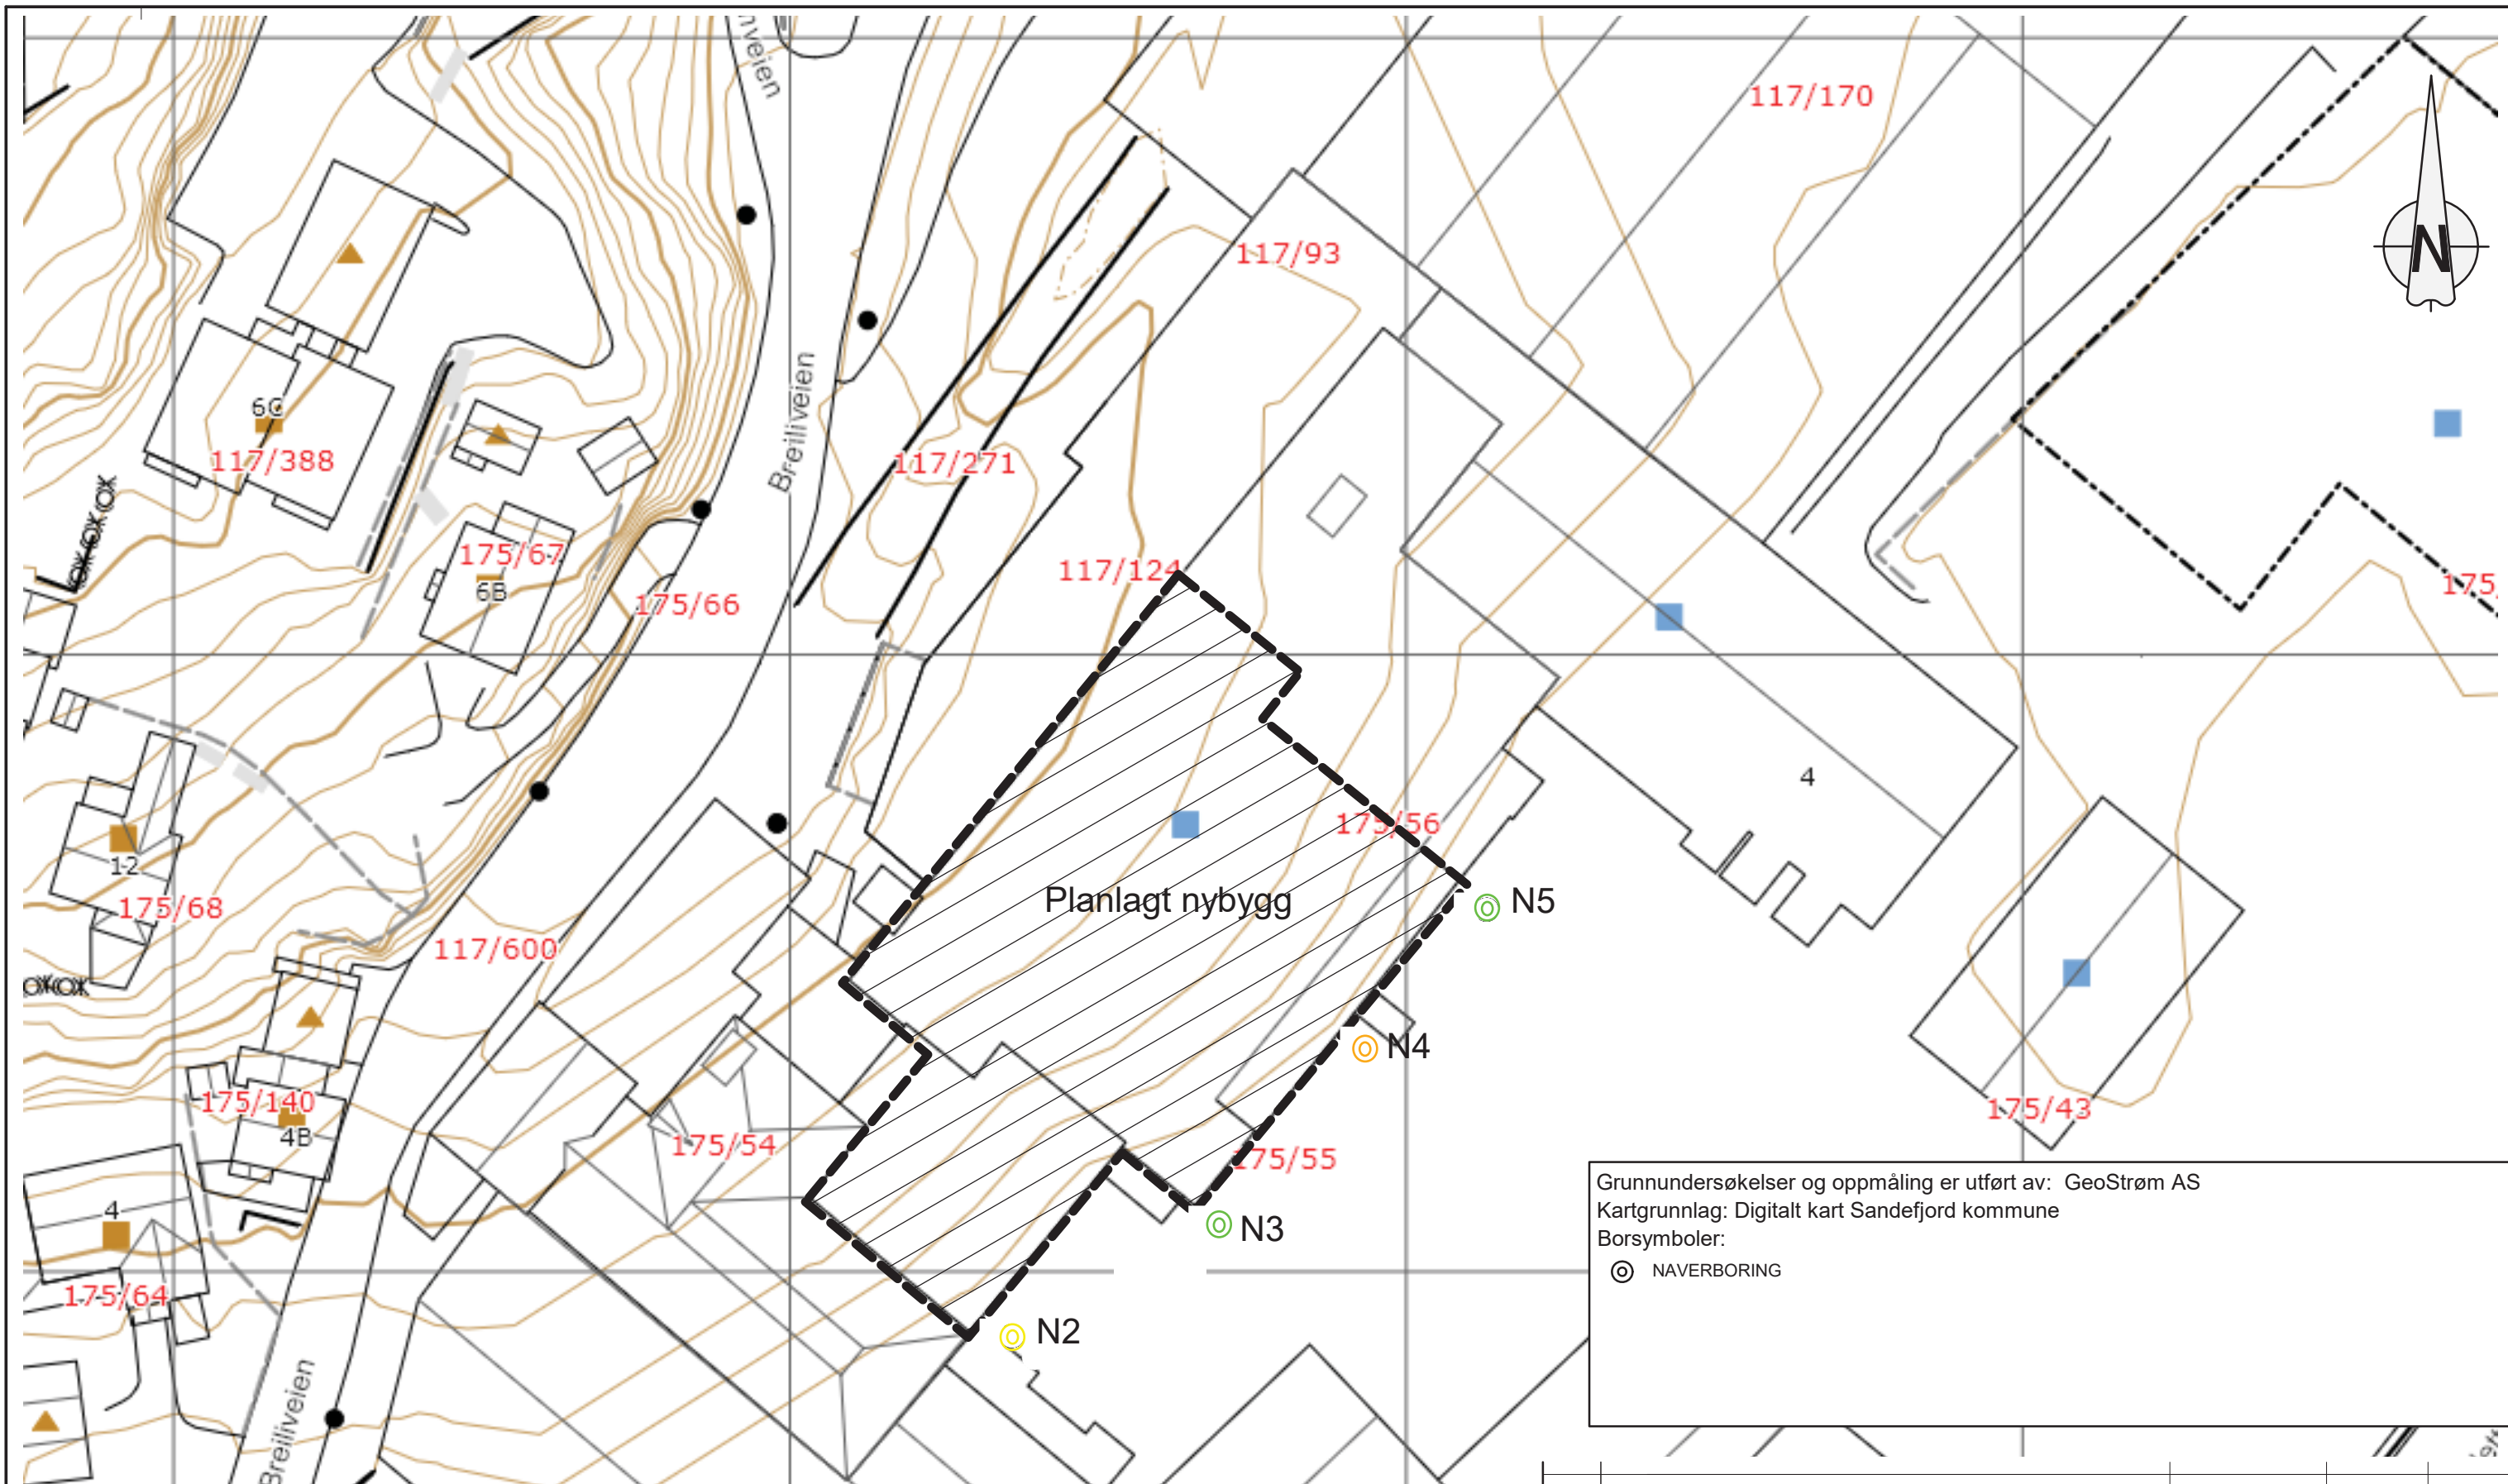 nveien
117/170
117/93
N
6C
117/388
Breiliveien
117/271
175/67
6B
175/66
117/124
175/
4
12
175/68
175/56
Planlagt nybygg
N5
117/600
N4
175/140
4B
175/54
175/43
175/55
4
N3
175/64
N2
Breiliveien
Grunnundersøkelser og oppmåling er utført av: GeoStrøm AS
Kartgrunnlag: Digitalt kart Sandefjord kommune
Borsymboler:
NAVERBORING